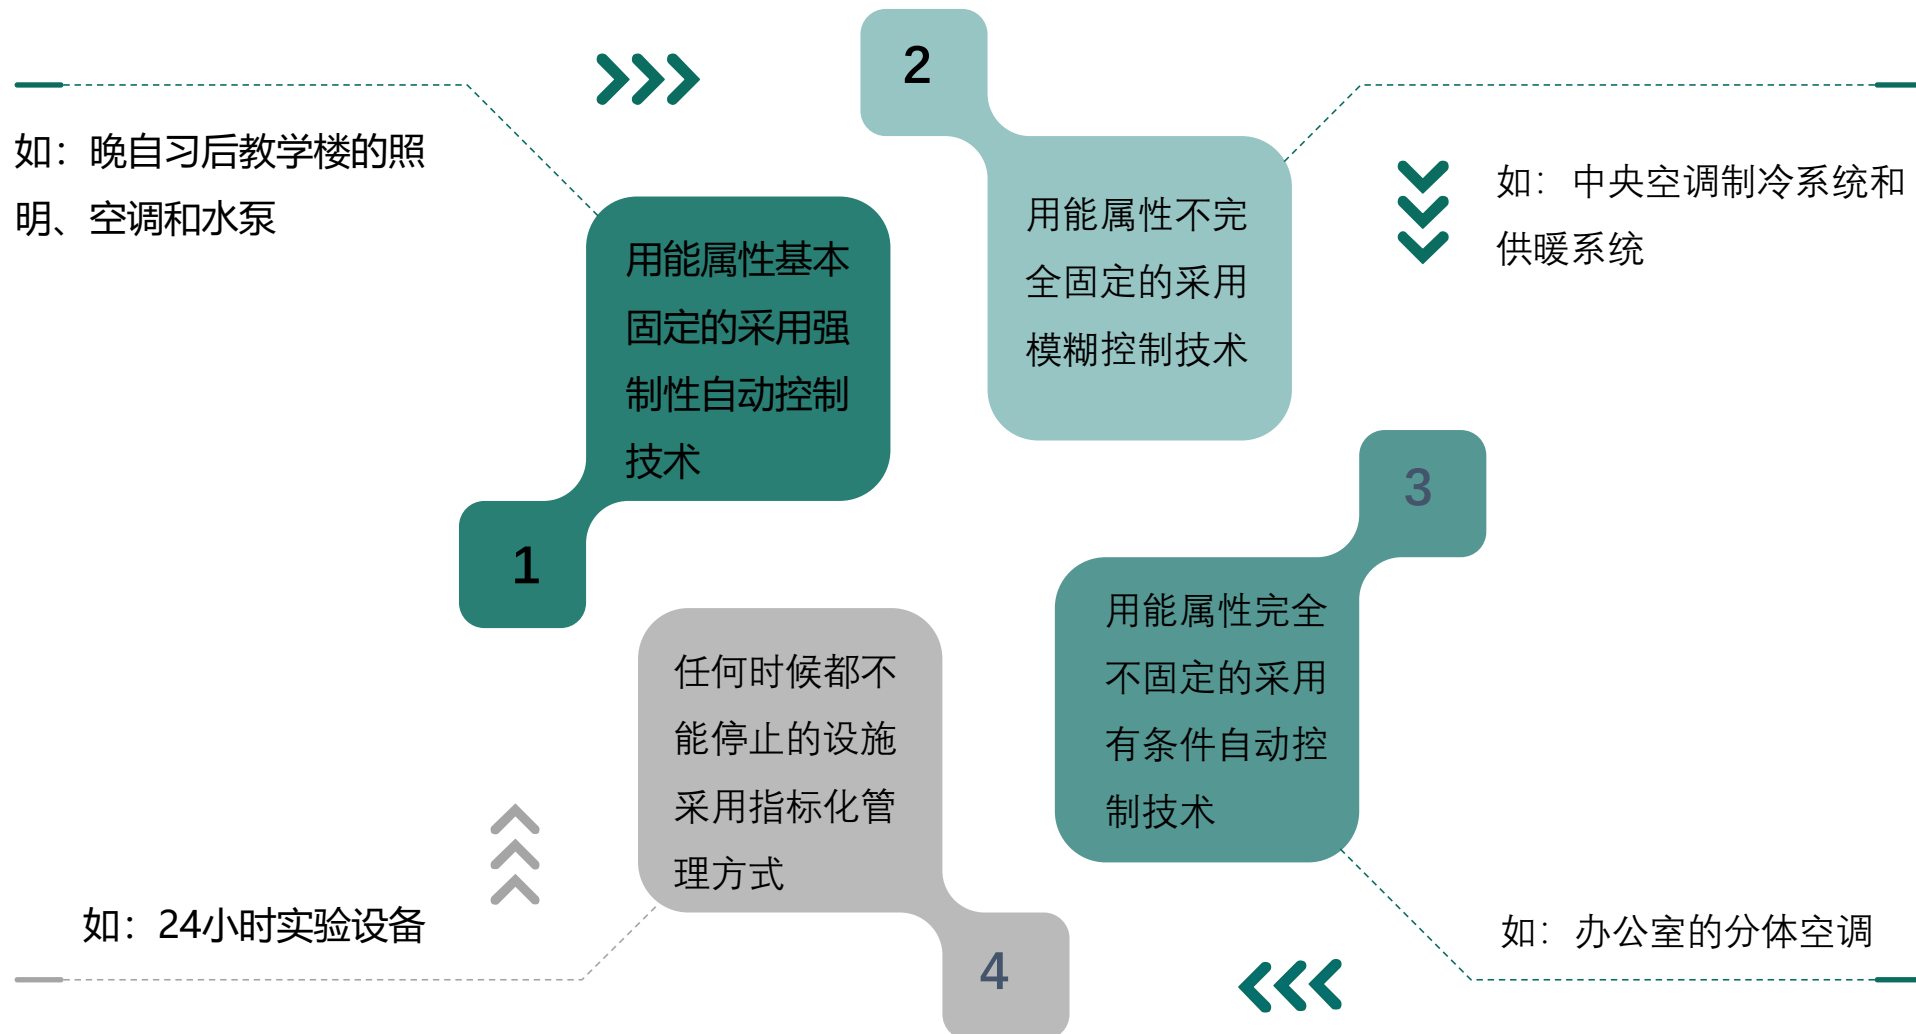 如：晚自习后教学楼的照
明、空调和水泵
1
用能属性基本
固定的采用强
制性自动控制
技术
2
用能属性不完
全固定的采用
模糊控制技术
如：中央空调制冷系统和
供暖系统
3
用能属性完全
不固定的采用
有条件自动控
制技术
如：办公室的分体空调
4
任何时候都不
能停止的设施
采用指标化管
理方式
如：24小时实验设备